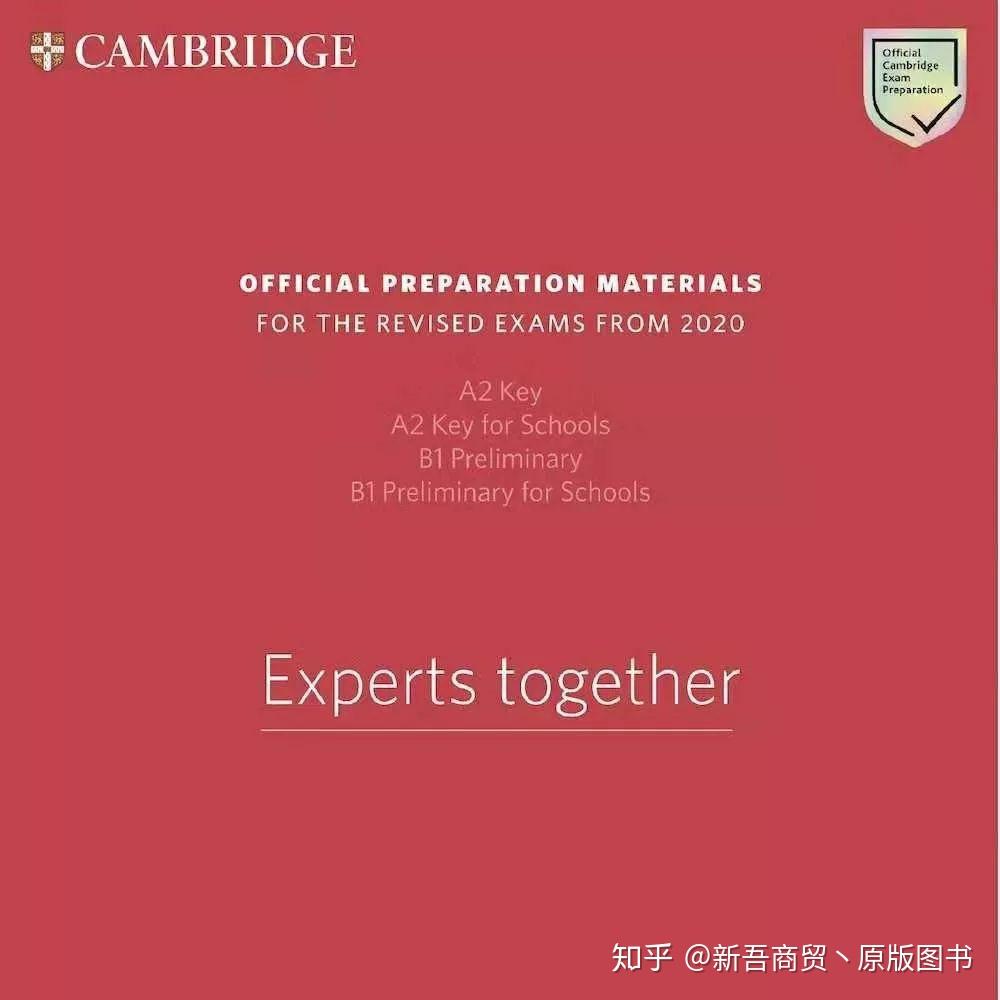 CAMBRIDGE
Official
Cambridge
Exam
Preparation
OFFICIAL PREPARATION MATERIALS
FOR THE REVISED EXAMS FROM 2020
A2 Key
A2 Key for Schools
B1 Preliminary
B1 Preliminary for Schools
Experts together
知乎 @新吾商贸丶原版图书